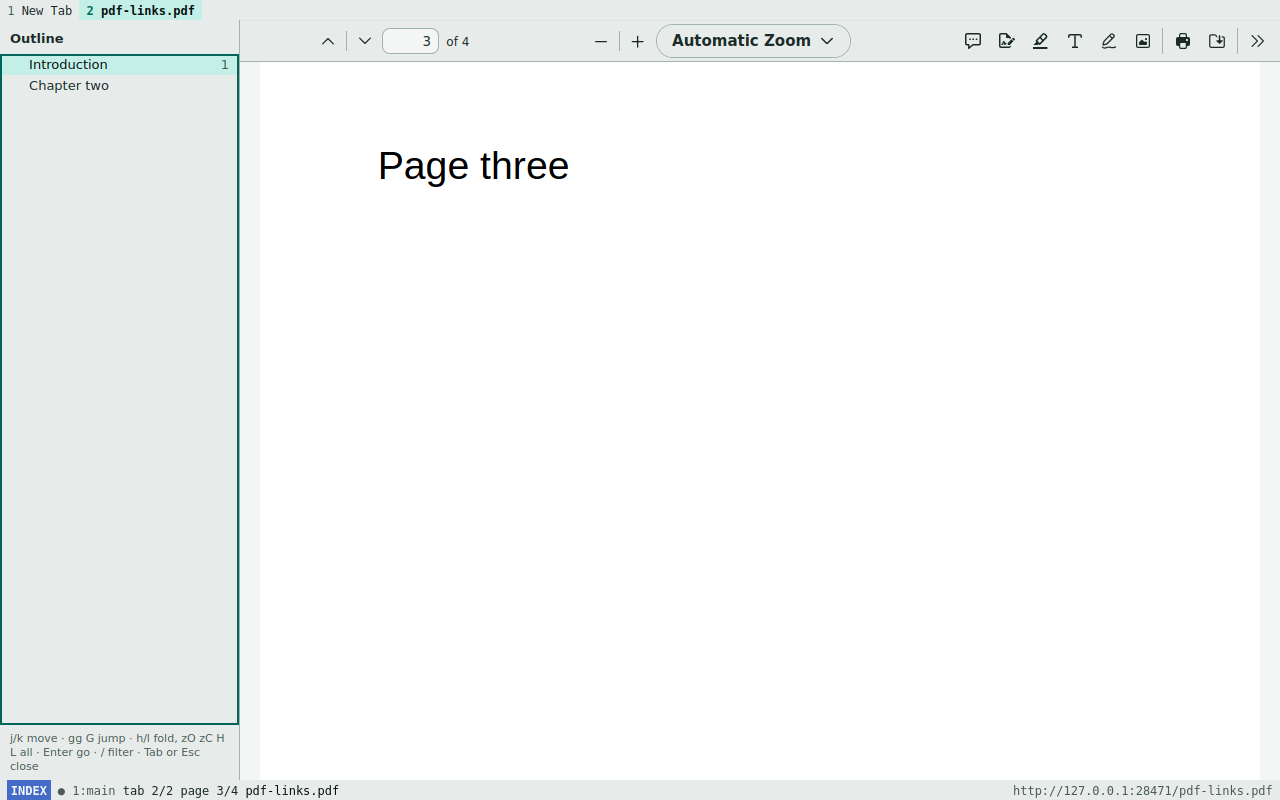 1 New Tab 2 pdf-links.pdf
Outline
3 of 4
Automatic Zoom
Introduction 1
Chapter two
Page three
j/k move · gg G jump · h/l fold, zO zC H
L all · Enter go · / filter · Tab or Esc
close
INDEX ● 1:main tab 2/2 page 3/4 pdf-links.pdf http://127.0.0.1:28471/pdf-links.pdf